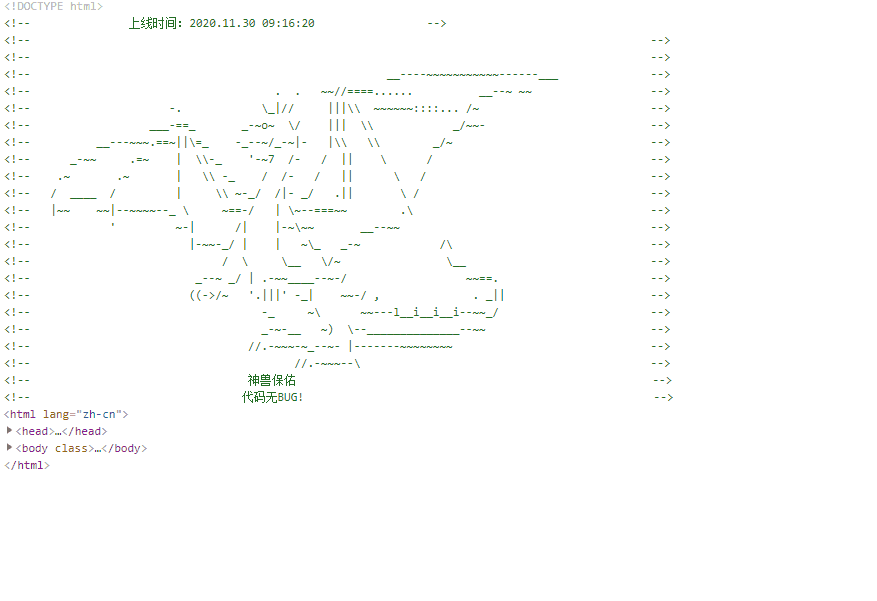 <!DOCTYPE html>
<!--               上线时间: 2020.11.30 09:16:20                 -->
<!--                                                                                              -->
<!--                                                                                              -->
<!--                                                      __----~~~~~~~~~~~------___              -->
<!--                                     .  .   ~~//====......          __--~ ~~                  -->
<!--                     -.            \_|//     |||\\  ~~~~~~::::... /~                          -->
<!--                  ___-==_       _-~o~  \/    |||  \\            _/~~-                         -->
<!--          __---~~~.==~||\=_    -_--~/_-~|-   |\\   \\        _/~                              -->
<!--      _-~~     .=~    |  \\-_    '-~7  /-   /  ||    \      /                                 -->
<!--    .~       .~       |   \\ -_    /  /-   /   ||      \   /                                  -->
<!--   /  ____  /         |     \\ ~-_/  /|- _/   .||       \ /                                   -->
<!--   |~~    ~~|--~~~~--_ \     ~==-/   | \~--===~~        .\                                    -->
<!--            '         ~-|      /|    |-~\~~       __--~~                                      -->
<!--                        |-~~-_/ |    |   ~\_   _-~            /\                              -->
<!--                             /  \     \__   \/~                \__                            -->
<!--                         _--~ _/ | .-~~____--~-/                  ~~==.                       -->
<!--                        ((->/~   '.|||' -_|    ~~-/ ,              . _||                      -->
<!--                                   -_     ~\      ~~---l__i__i__i--~~_/                       -->
<!--                                   _-~-__   ~)  \--______________--~~                         -->
<!--                                 //.-~~~-~_--~- |-------~~~~~~~~                              -->
<!--                                        //.-~~~--\                                            -->
<!--                                 神兽保佑                                                      -->
<!--                                代码无BUG!                                                     -->
<html lang="zh-cn">
<head>…</head>
<body class>…</body>
</html>